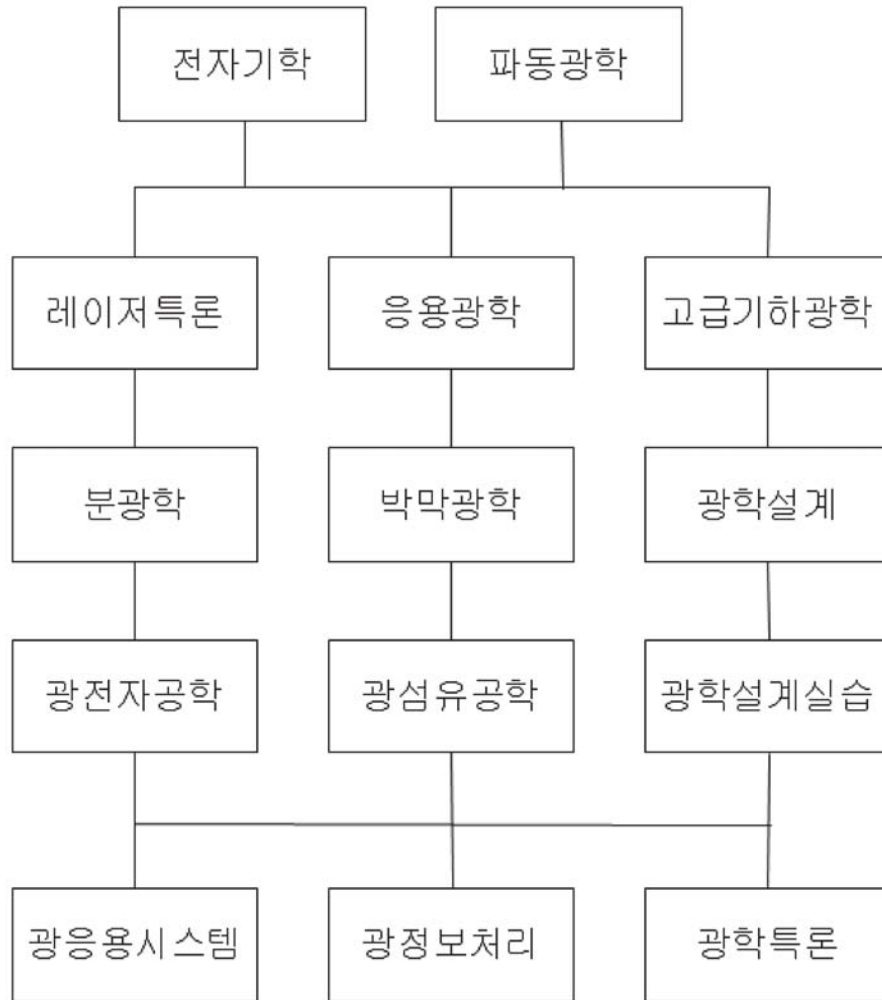 전자기학
파동광학
레이저특론
응용광학
고급기하광학
분광학
박막광학
광학설계
광전자공학
광섬유공학
광학설계실습
광응용시스템
광정보처리
광학특론